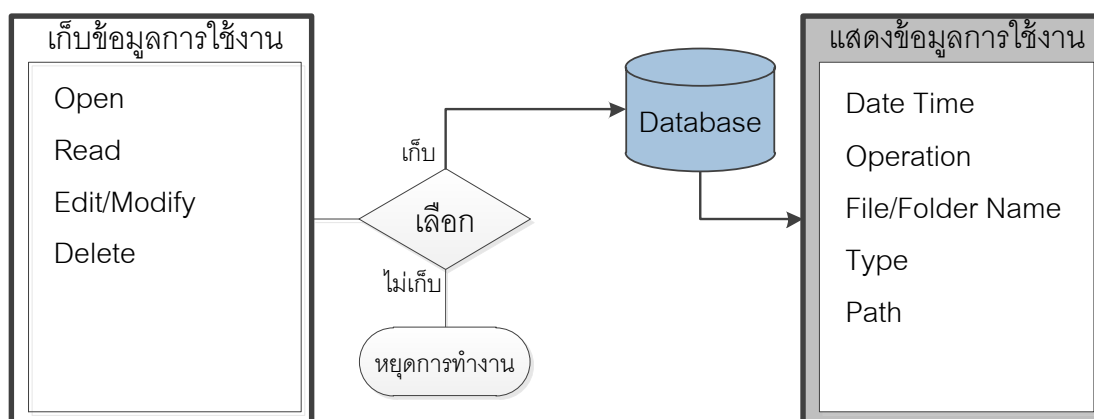 เก็บข้อมูลการใช้งาน
Open
Read
Edit/Modify
Delete
เก็บ
เลือก
ไม่เก็บ
หยุดการทำงาน
Database
แสดงข้อมูลการใช้งาน
Date Time
Operation
File/Folder Name
Type
Path